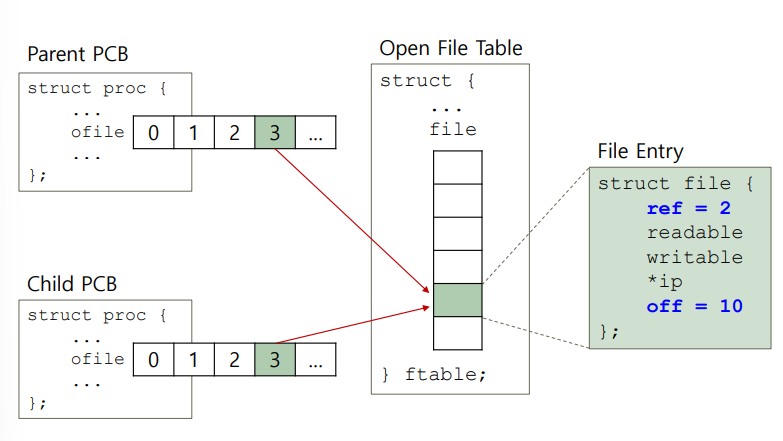 Parent PCB
struct proc {
...
ofile 0 1 2 3 ...
...
};
Child PCB
struct proc {
...
ofile 0 1 2 3 ...
...
};
Open File Table
struct {
...
file
} ftable;
File Entry
struct file {
ref = 2
readable
writable
*ip
off = 10
};